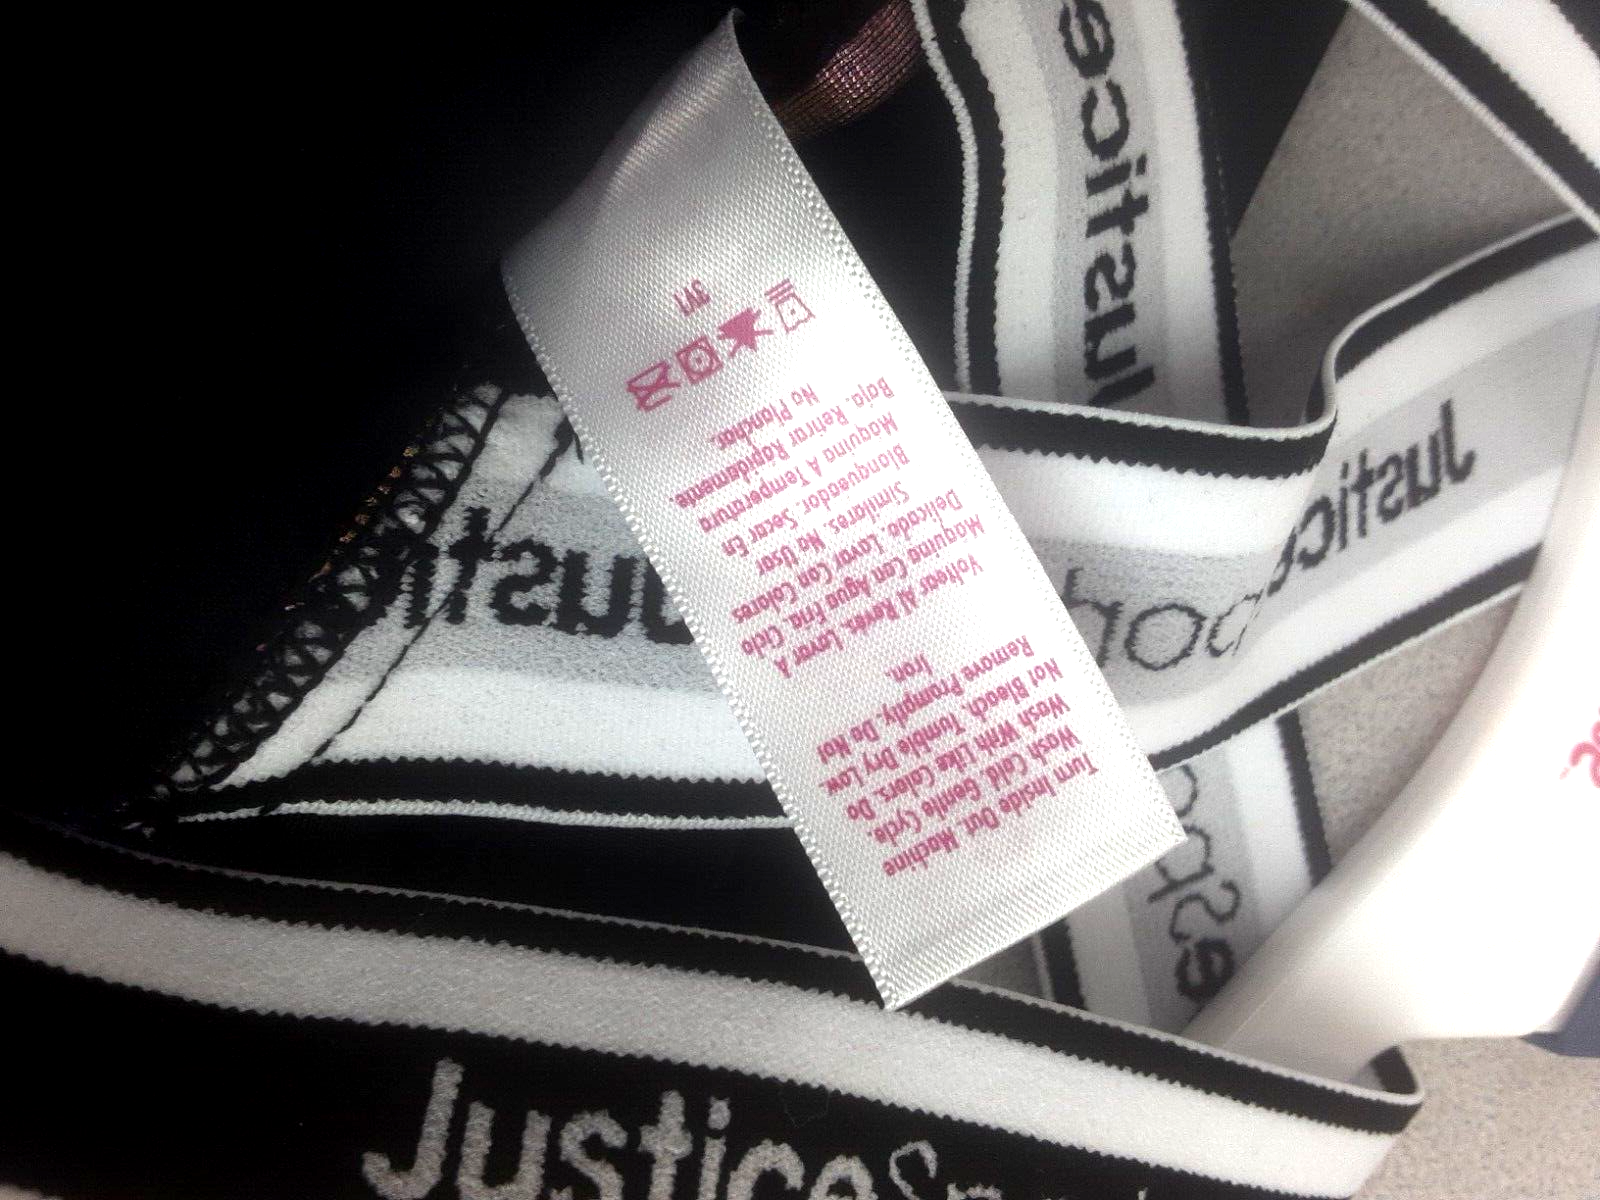 Turn Inside Out. Machine
Wash Cold. Gentle Cycle.
Wash With Like Colors. Do
Not Bleach. Tumble Dry Low.
Remove Promptly. Do Not
Iron.
Voltear Al Revés. Lavar A
Maquina Con Agua Fria. Ciclo
Delicado. Lavar Con Colores
Similares. No Usar
Blanqueador. Secar En
Maquina A Temperatura
Baja. Retirar Rapidamente.
No Planchar.
Justice
Justice
Justice
Justice